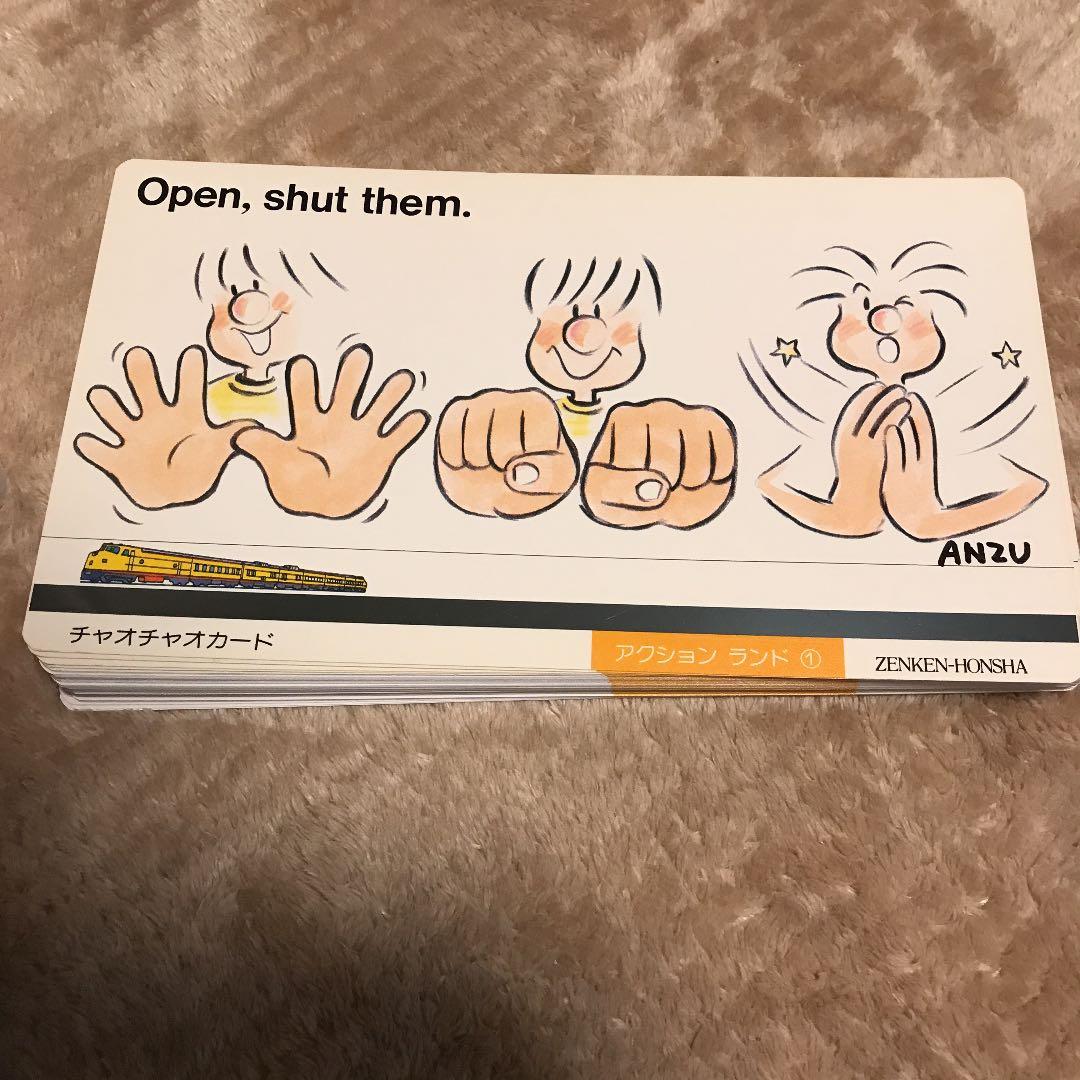 Open, shut them.
ANZU
チャオチャオカード
アクション ランド ①
ZENKEN-HONSHA